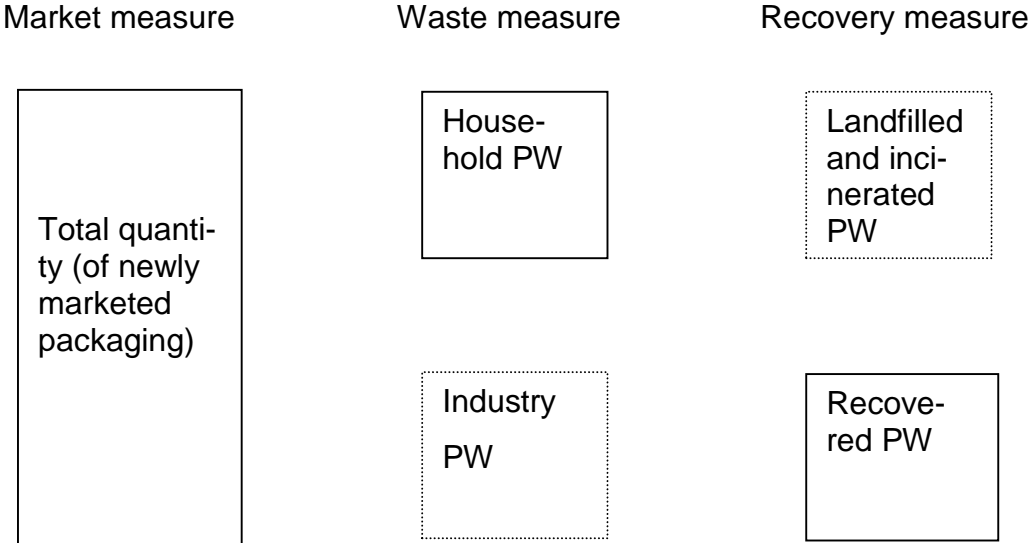 Market measure
Waste measure
Recovery measure
Total quanti-
ty (of newly
marketed
packaging)
House-
hold PW
Industry
PW
Landfilled
and inci-
nerated
PW
Recove-
red PW